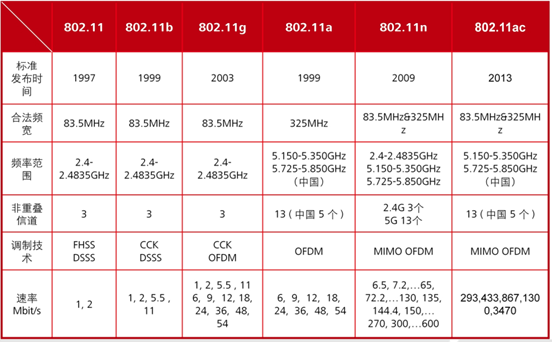 802.11 802.11b 802.11g 802.11a 802.11n 802.11ac
标准
发布时
间
1997 1999 2003 1999 2009 2013
合法频
宽
83.5MHz 83.5MHz 83.5MHz 325MHz
83.5MHz&325MH
z
83.5MHz&325MH
z
频率范
围
2.4-
2.4835GHz
2.4-
2.4835GHz
2.4-
2.4835GHz
5.150-5.350GHz
5.725-5.850GHz
（中国）
2.4-2.4835GHz
5.150-5.350GHz
5.725-5.850GHz
5.150-5.350GHz
5.725-5.850GHz
（中国）
非重叠
信道
3 3 3 13（中国 5 个）
2.4G 3个
5G 13个
13（中国 5 个）
调制技
术
FHSS
DSSS
CCK
DSSS
CCK
OFDM
OFDM MIMO OFDM MIMO OFDM
速率
Mbit/s
1, 2
1, 2, 5.5 ,
11
1, 2, 5.5 , 11
6, 9, 12, 18,
24, 36, 48,
54
6, 9, 12, 18,
24, 36, 48, 54
6.5, 7.2,...65,
72.2,...130, 135,
144.4, 150,...
270, 300,...600
293,433,867,130
0,3470